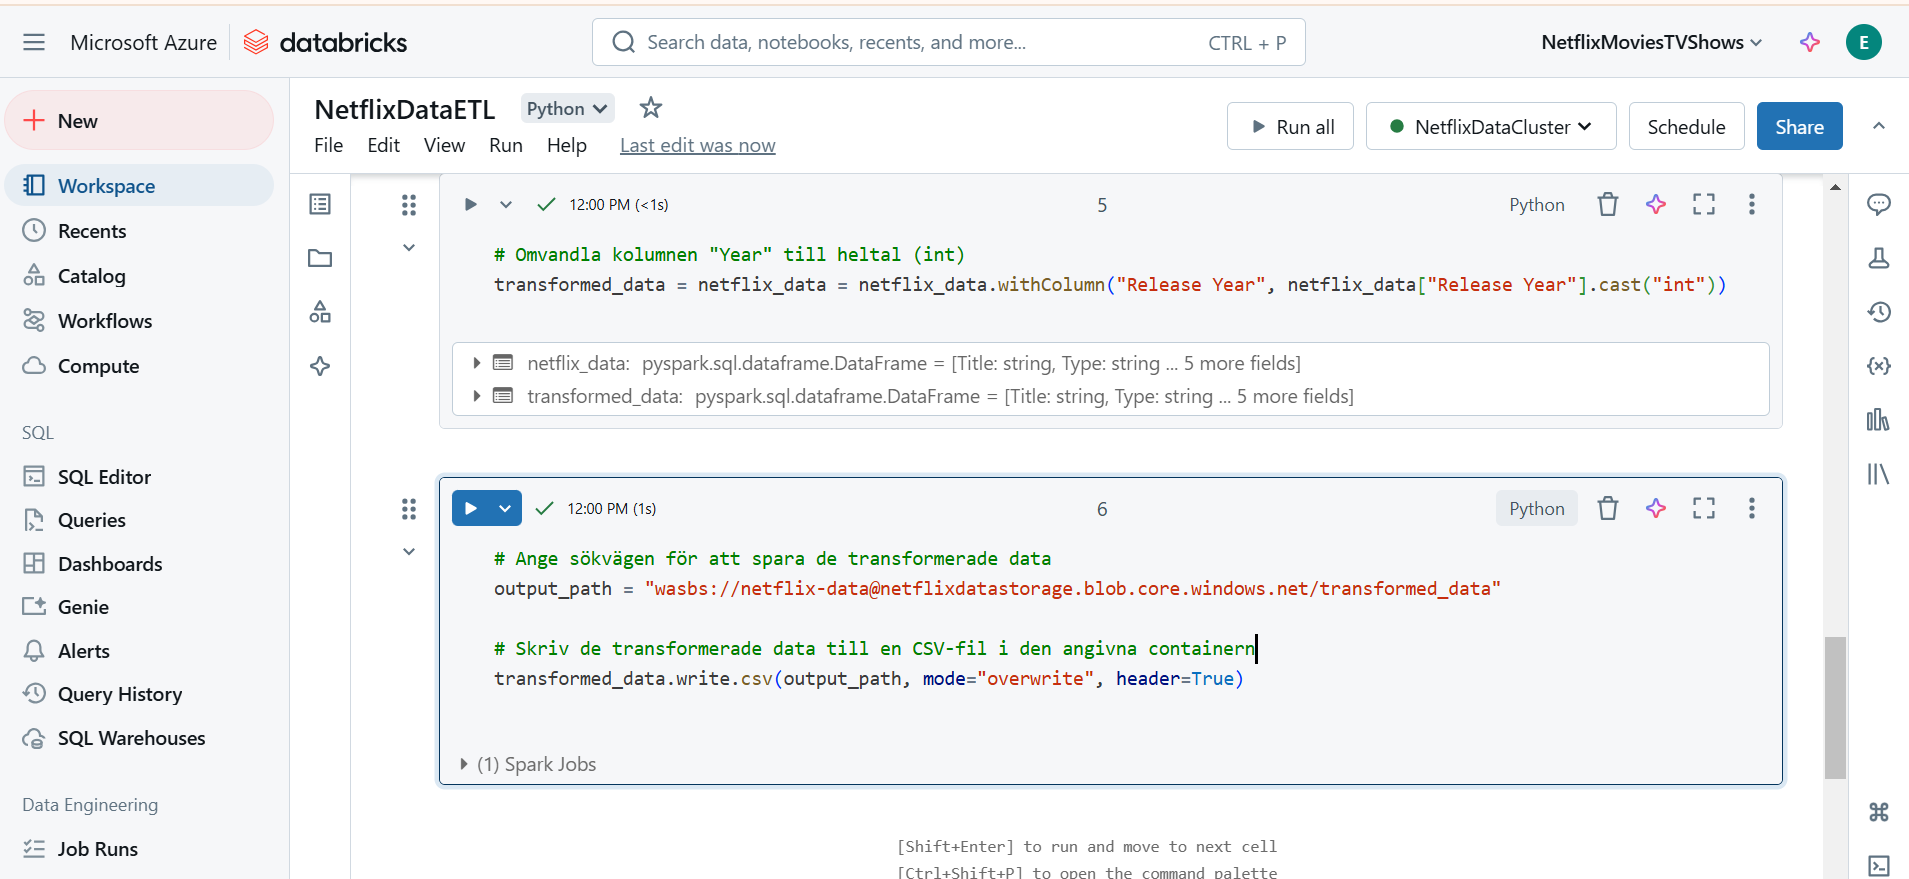 Microsoft Azure databricks
Search data, notebooks, recents, and more... CTRL + P
NetflixMoviesTVShows
E
New
Workspace
Recents
Catalog
Workflows
Compute
SQL
SQL Editor
Queries
Dashboards
Genie
Alerts
Query History
SQL Warehouses
Data Engineering
Job Runs
NetflixDataETL Python
File Edit View Run Help Last edit was now
Run all NetflixDataCluster Schedule Share
12:00 PM (<1s) 5 Python
# Omvandla kolumnen "Year" till heltal (int)
transformed_data = netflix_data = netflix_data.withColumn("Release Year", netflix_data["Release Year"].cast("int"))
netflix_data: pyspark.sql.dataframe.DataFrame = [Title: string, Type: string ... 5 more fields]
transformed_data: pyspark.sql.dataframe.DataFrame = [Title: string, Type: string ... 5 more fields]
12:00 PM (1s) 6 Python
# Ange sökvägen för att spara de transformerade data
output_path = "wasbs://netflix-data@netflixdatastorage.blob.core.windows.net/transformed_data"
# Skriv de transformerade data till en CSV-fil i den angivna containern
transformed_data.write.csv(output_path, mode="overwrite", header=True)
(1) Spark Jobs
[Shift+Enter] to run and move to next cell
[Ctrl+Shift+P] to open the command palette